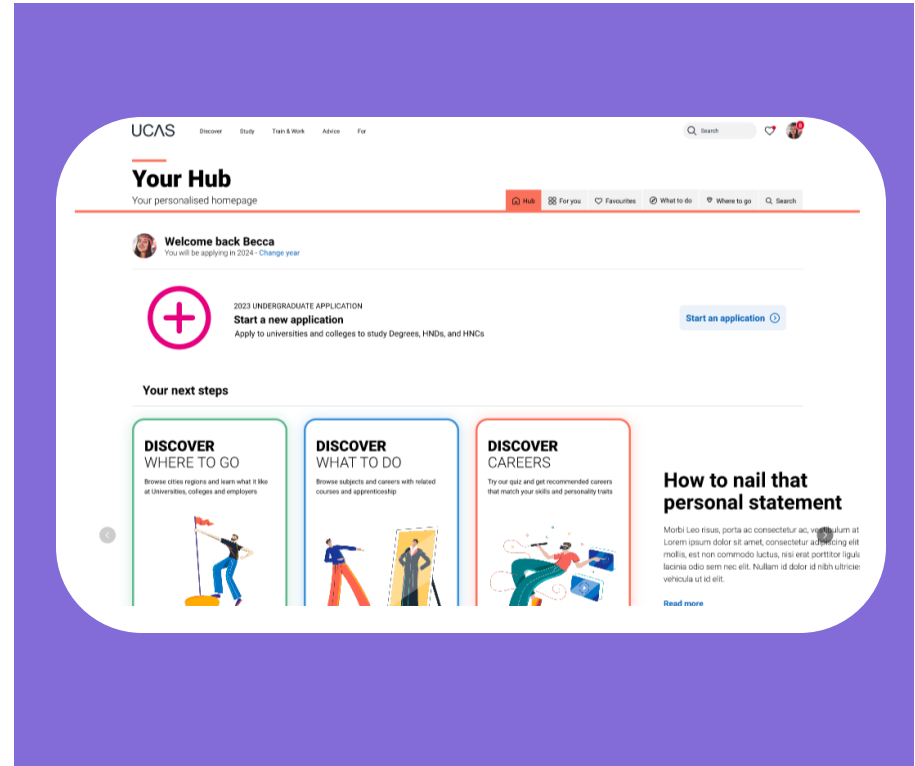 UCAS
Discover Study Train & Work Advice For
Search
Your Hub
Your personalised homepage
Hub For you Favourites What to do Where to go Search
Welcome back Becca
You will be applying in 2024 - Change year
2023 UNDERGRADUATE APPLICATION
Start a new application
Apply to universities and colleges to study Degrees, HNDs, and HNCs
Start an application
Your next steps
DISCOVER
WHERE TO GO
Browse cities regions and learn what it like
at Universities, colleges and employers
DISCOVER
WHAT TO DO
Browse subjects and careers with related
courses and apprenticeship
DISCOVER
CAREERS
Try our quiz and get recommended careers
that match your skills and personality traits
How to nail that
personal statement
Morbi Leo risus, porta ac consectetur ac, vestibulum at
Lorem ipsum dolor sit amet, consectetur adipiscing elit
mollis, est non commodo luctus, nisi erat porttitor ligula
lacinia odio sem nec elit. Nullam id dolor id nibh ultricies
vehicula ut id elit.
Read more